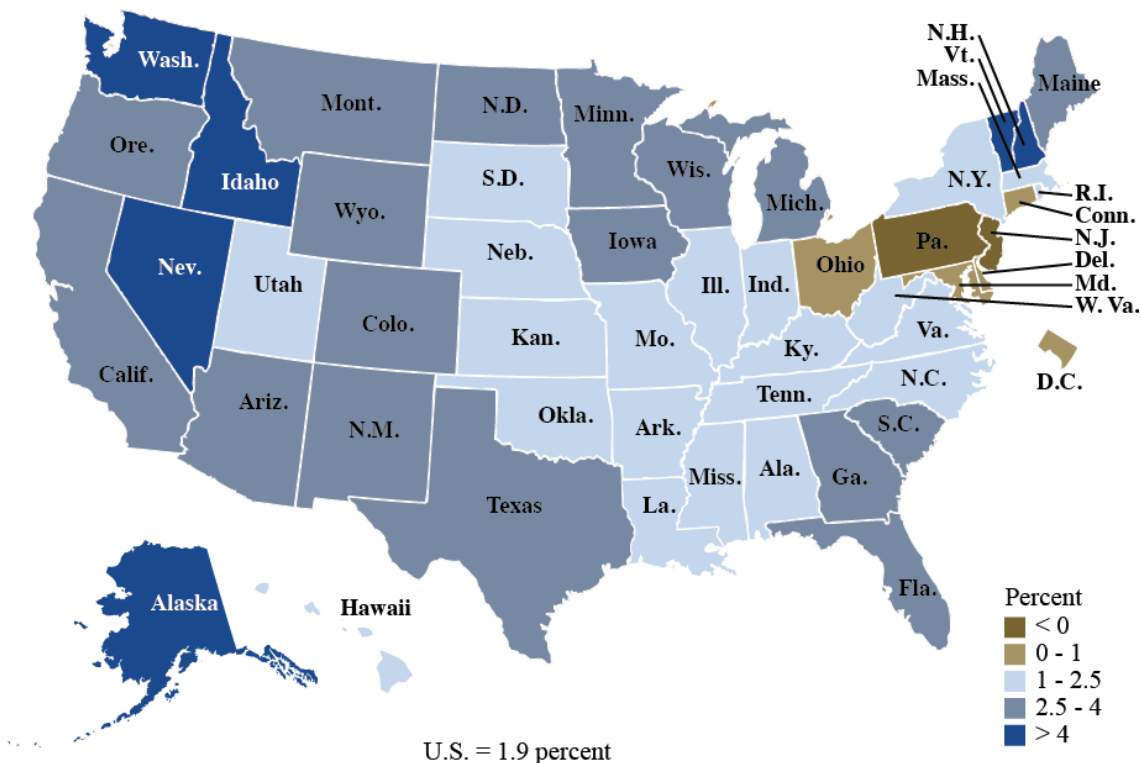 N.H.
Vt.
Mass.
Wash.
Maine
Mont.
N.D.
Minn.
Ore.
Idaho
S.D.
Wis.
N.Y.
R.I.
Wyo.
Mich.
Conn.
Iowa
Pa.
N.J.
Nev.
Neb.
Ohio
Del.
Utah
Ill.
Ind.
Md.
W. Va.
Colo.
Kan.
Mo.
Ky.
Va.
Calif.
N.C.
D.C.
Ariz.
Tenn.
N.M.
Okla.
Ark.
S.C.
Miss.
Ala.
Ga.
Texas
La.
Fla.
Alaska
Hawaii
Percent
< 0
0 - 1
1 - 2.5
2.5 - 4
> 4
U.S. = 1.9 percent